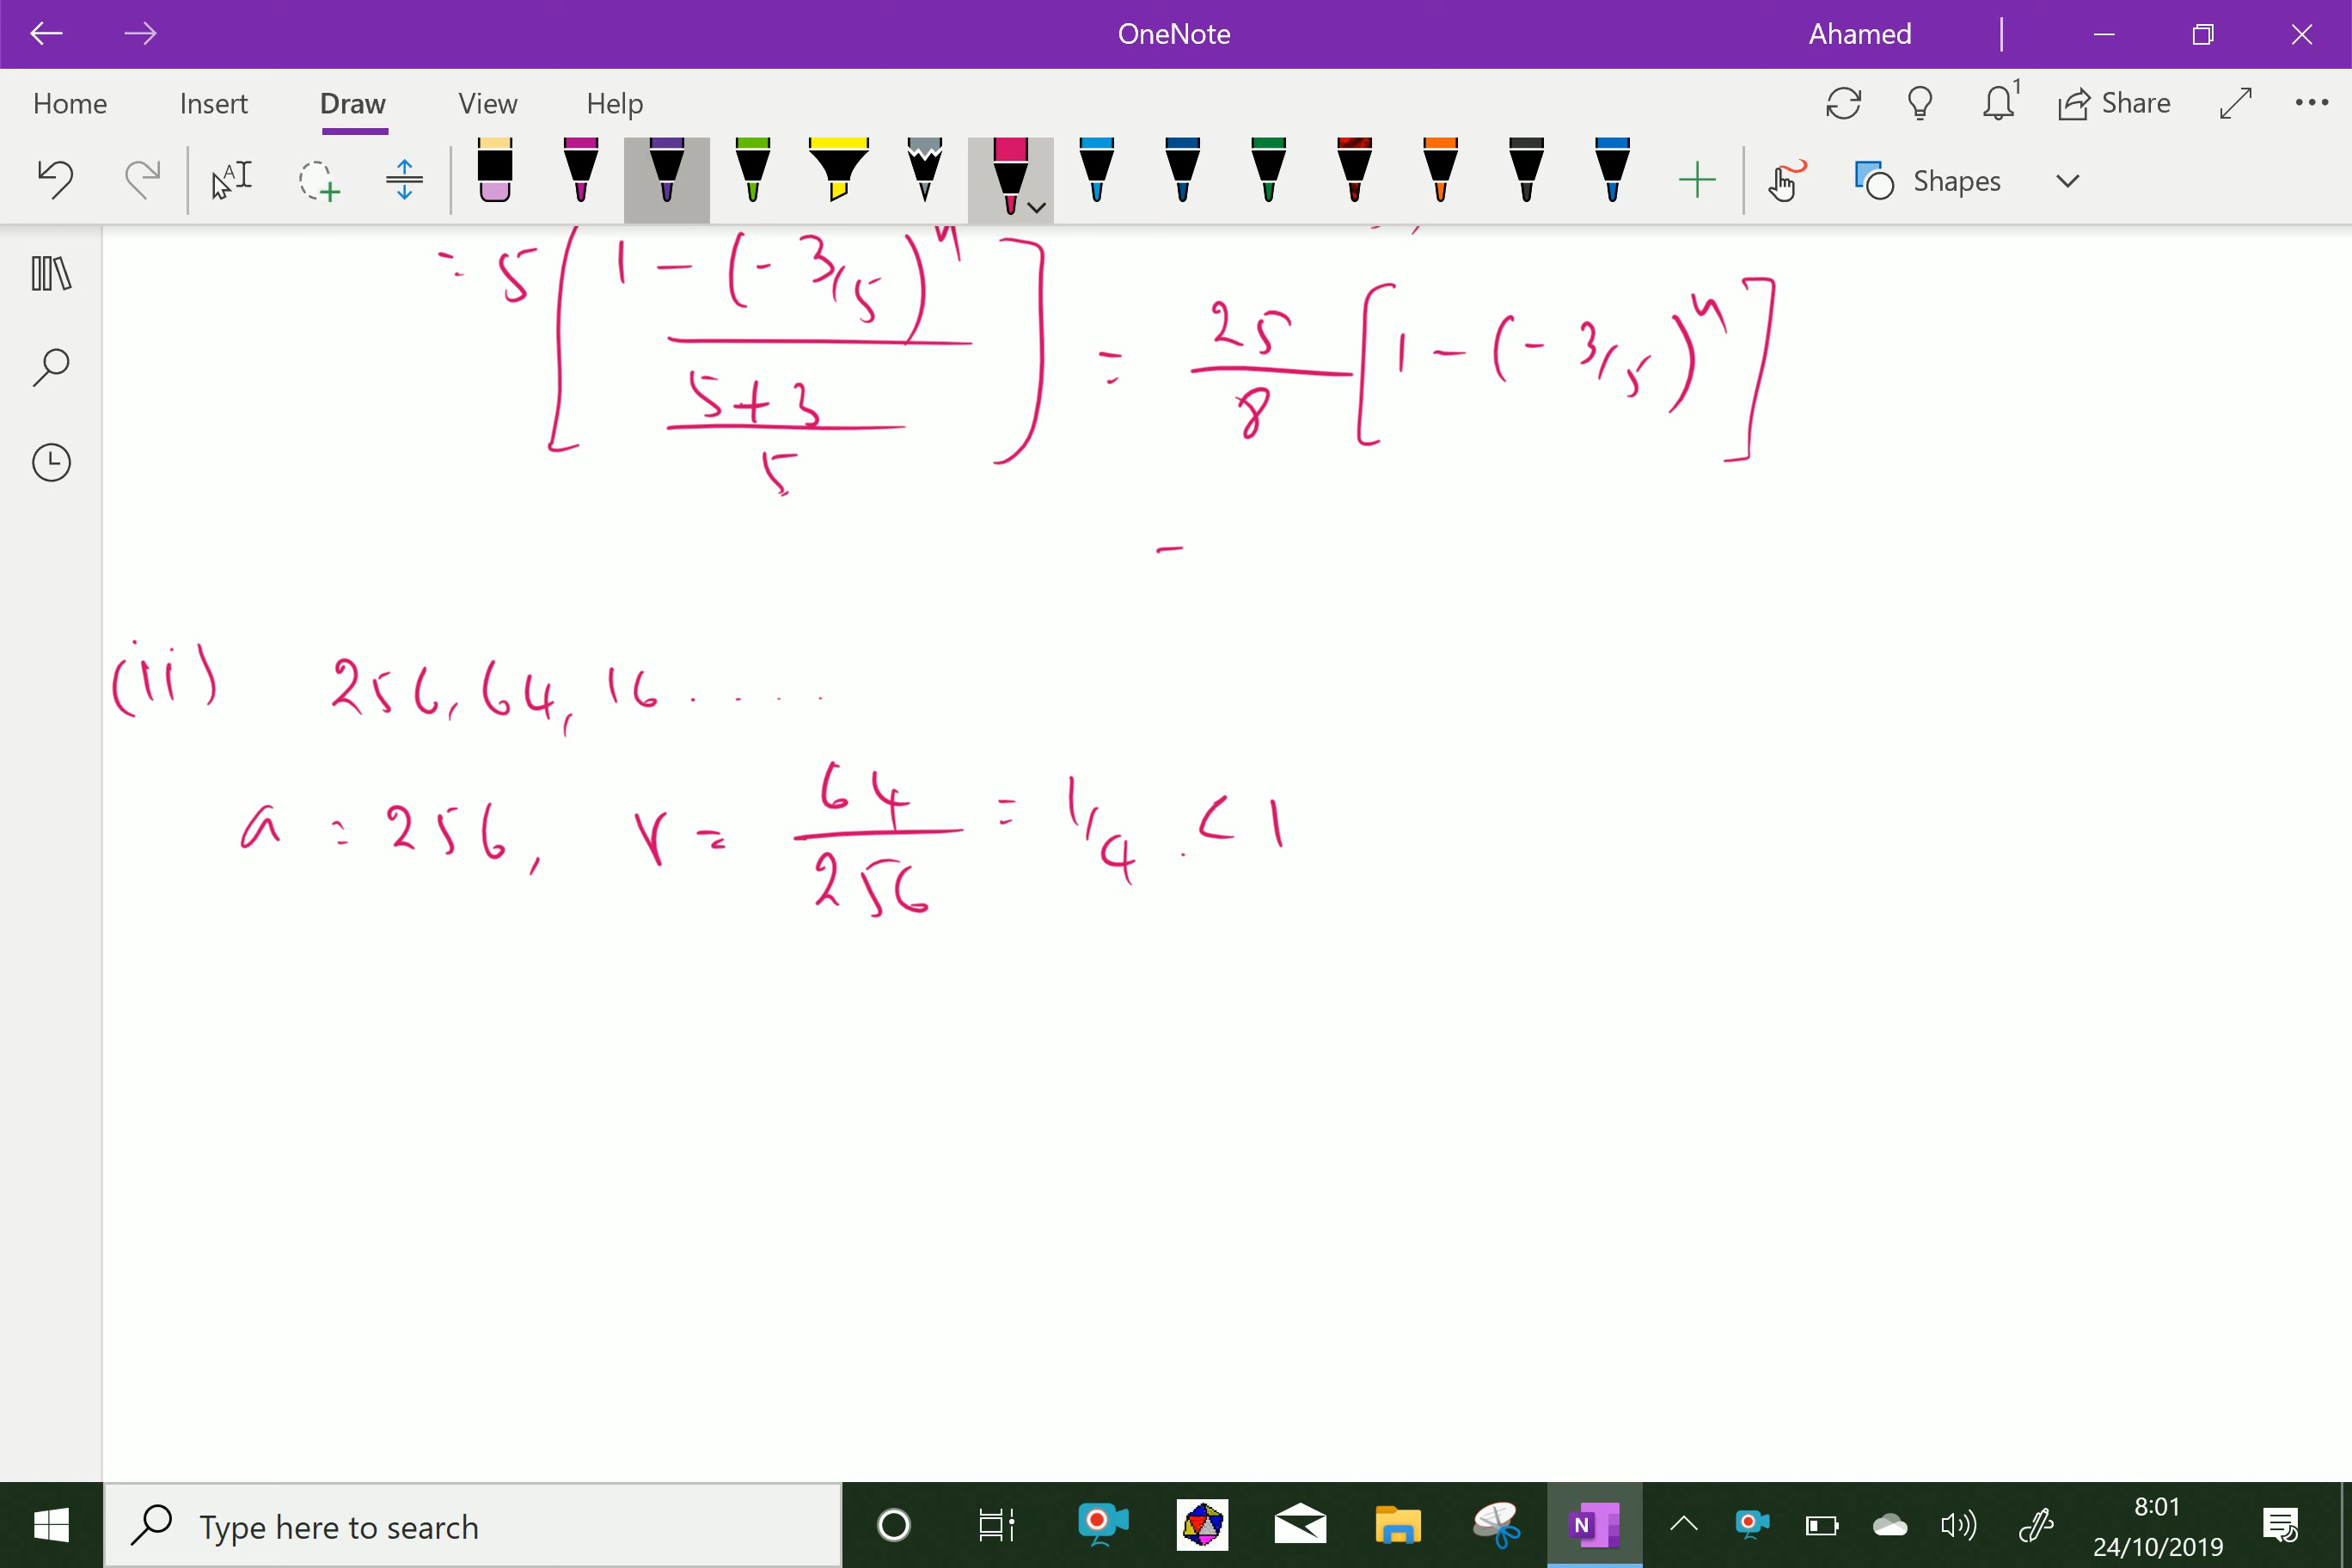 OneNote Ahamed
Home Insert Draw View Help 1 Share
Shapes
= 5 [ 1 - (-3/5)^n / (5+3)/5 ] = 25/8 [ 1 - (-3/5)^n ]
-
(ii) 256, 64, 16 . . . . .
a = 256, r = 64/256 = 1/4 . < 1
Type here to search
8:01
24/10/2019